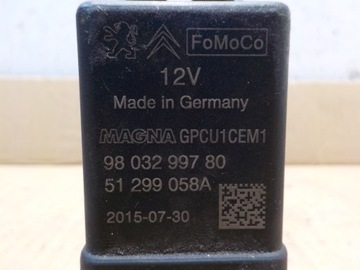 FoMoCo
12V
Made in Germany
MAGNA GPCU1CEM1
98 032 997 80
51 299 058A
2015-07-30